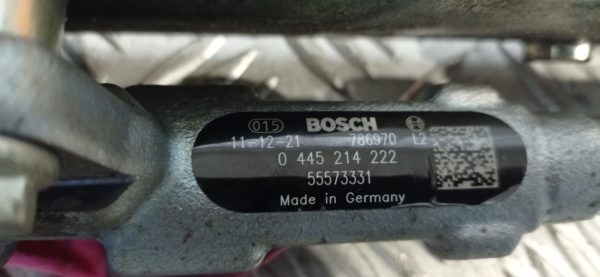 015 BOSCH
11-12-21 786970 L2
0 445 214 222
55573331
Made in Germany